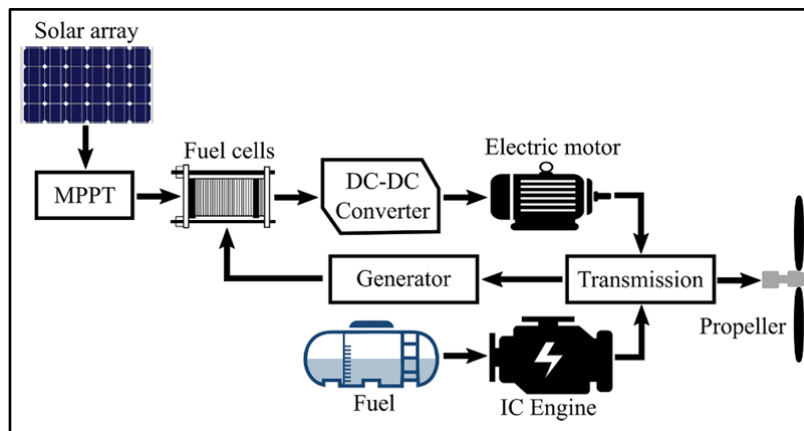 Solar array
MPPT
Fuel cells
DC-DC
Converter
Electric motor
Generator
Transmission
Propeller
Fuel
IC Engine